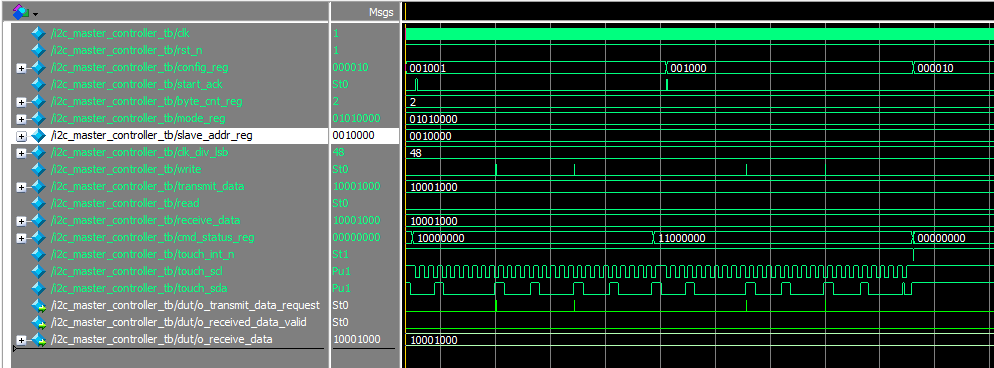 Msgs
/i2c_master_controller_tb/clk 1
/i2c_master_controller_tb/rst_n 1
/i2c_master_controller_tb/config_reg 000010 001001 001000 000010
/i2c_master_controller_tb/start_ack St0
/i2c_master_controller_tb/byte_cnt_reg 2 2
/i2c_master_controller_tb/mode_reg 01010000 01010000
/i2c_master_controller_tb/slave_addr_reg 0010000 0010000
/i2c_master_controller_tb/clk_div_lsb 48 48
/i2c_master_controller_tb/write St0
/i2c_master_controller_tb/transmit_data 10001000 10001000
/i2c_master_controller_tb/read St0
/i2c_master_controller_tb/receive_data 10001000 10001000
/i2c_master_controller_tb/cmd_status_reg 00000000 10000000 11000000 00000000
/i2c_master_controller_tb/touch_int_n St1
/i2c_master_controller_tb/touch_scl Pu1
/i2c_master_controller_tb/touch_sda Pu1
/i2c_master_controller_tb/dut/o_transmit_data_request St0
/i2c_master_controller_tb/dut/o_received_data_valid St0
/i2c_master_controller_tb/dut/o_receive_data 10001000 10001000